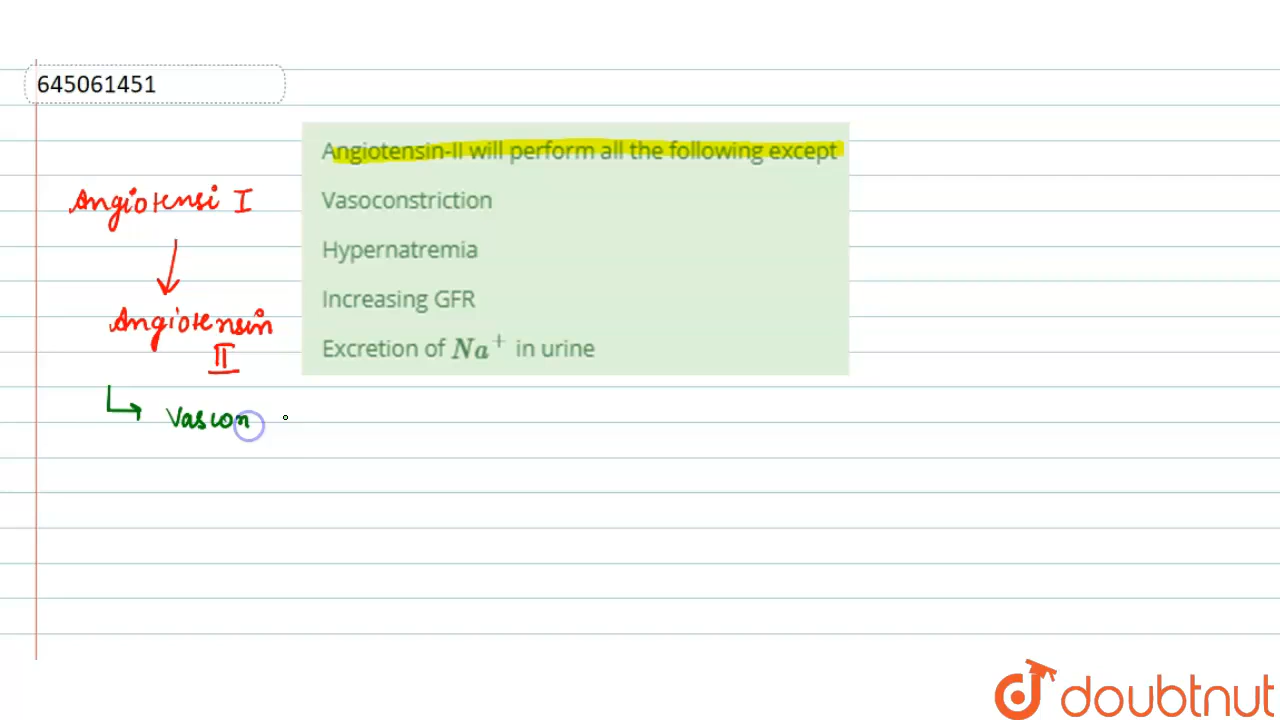 645061451
Angiotensin-II will perform all the following except
Vasoconstriction
Hypernatremia
Increasing GFR
Excretion of Na+ in urine
Angiotensi I
Angiotensin
II
Vascon
doubtnut